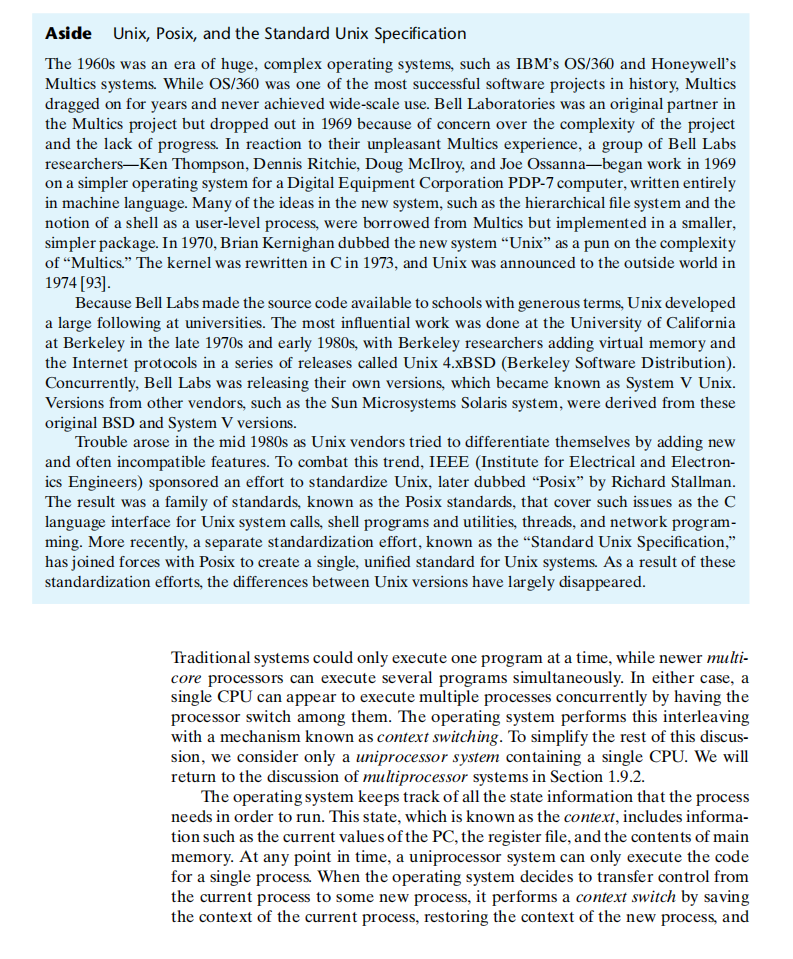 Aside Unix, Posix, and the Standard Unix Specification
The 1960s was an era of huge, complex operating systems, such as IBM’s OS/360 and Honeywell’s
Multics systems. While OS/360 was one of the most successful software projects in history, Multics
dragged on for years and never achieved wide-scale use. Bell Laboratories was an original partner in
the Multics project but dropped out in 1969 because of concern over the complexity of the project
and the lack of progress. In reaction to their unpleasant Multics experience, a group of Bell Labs
researchers—Ken Thompson, Dennis Ritchie, Doug McIlroy, and Joe Ossanna—began work in 1969
on a simpler operating system for a Digital Equipment Corporation PDP-7 computer, written entirely
in machine language. Many of the ideas in the new system, such as the hierarchical file system and the
notion of a shell as a user-level process, were borrowed from Multics but implemented in a smaller,
simpler package. In 1970, Brian Kernighan dubbed the new system “Unix” as a pun on the complexity
of “Multics.” The kernel was rewritten in C in 1973, and Unix was announced to the outside world in
1974 [93].
Because Bell Labs made the source code available to schools with generous terms, Unix developed
a large following at universities. The most influential work was done at the University of California
at Berkeley in the late 1970s and early 1980s, with Berkeley researchers adding virtual memory and
the Internet protocols in a series of releases called Unix 4.xBSD (Berkeley Software Distribution).
Concurrently, Bell Labs was releasing their own versions, which became known as System V Unix.
Versions from other vendors, such as the Sun Microsystems Solaris system, were derived from these
original BSD and System V versions.
Trouble arose in the mid 1980s as Unix vendors tried to differentiate themselves by adding new
and often incompatible features. To combat this trend, IEEE (Institute for Electrical and Electron-
ics Engineers) sponsored an effort to standardize Unix, later dubbed “Posix” by Richard Stallman.
The result was a family of standards, known as the Posix standards, that cover such issues as the C
language interface for Unix system calls, shell programs and utilities, threads, and network program-
ming. More recently, a separate standardization effort, known as the “Standard Unix Specification,”
has joined forces with Posix to create a single, unified standard for Unix systems. As a result of these
standardization efforts, the differences between Unix versions have largely disappeared.
Traditional systems could only execute one program at a time, while newer multi-
core processors can execute several programs simultaneously. In either case, a
single CPU can appear to execute multiple processes concurrently by having the
processor switch among them. The operating system performs this interleaving
with a mechanism known as context switching. To simplify the rest of this discus-
sion, we consider only a uniprocessor system containing a single CPU. We will
return to the discussion of multiprocessor systems in Section 1.9.2.
The operating system keeps track of all the state information that the process
needs in order to run. This state, which is known as the context, includes informa-
tion such as the current values of the PC, the register file, and the contents of main
memory. At any point in time, a uniprocessor system can only execute the code
for a single process. When the operating system decides to transfer control from
the current process to some new process, it performs a context switch by saving
the context of the current process, restoring the context of the new process, and